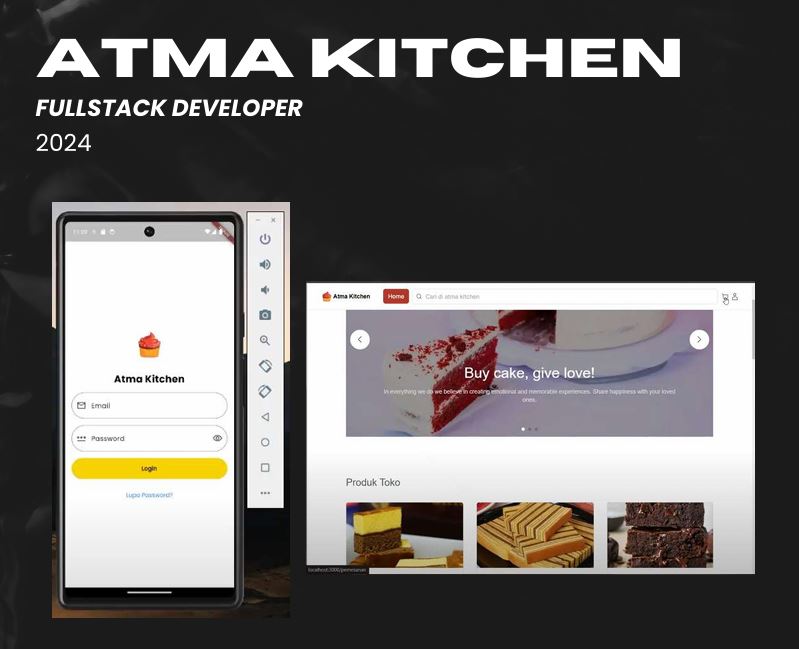 ATMA KITCHEN
FULLSTACK DEVELOPER
2024
Atma Kitchen
Email
Password
Login
Lupa Password?
Atma Kitchen
Home
Cari di atma kitchen
Buy cake, give love!
In everything we do we believe in creating emotional and memorable experiences. Share happiness with your loved
ones.
Produk Toko
localhost:3000/pemesanan